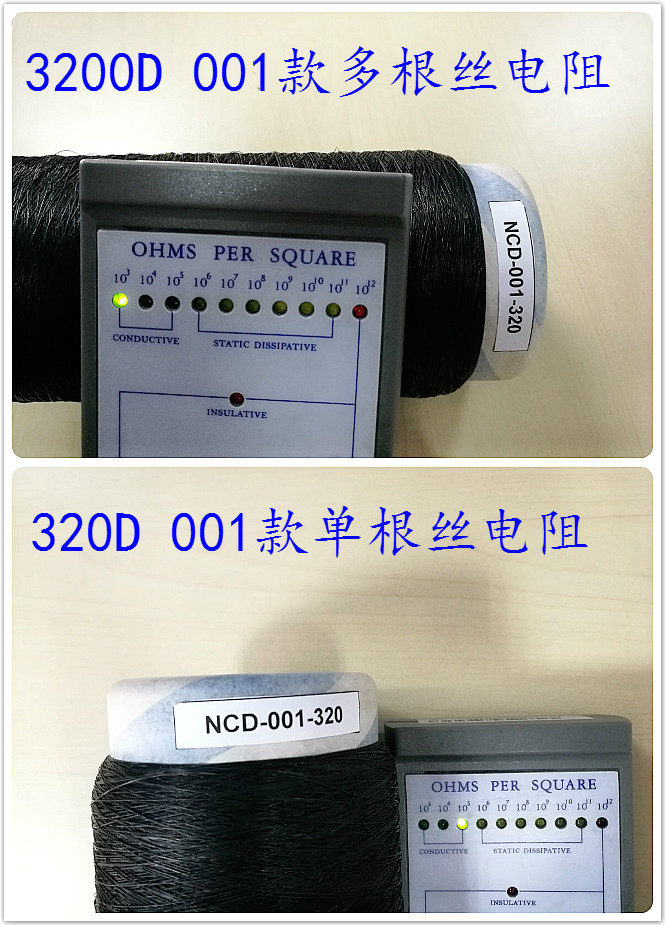 3200D 001款多根丝电阻
OHMS PER SQUARE
10³ 10⁴ 10⁵ 10⁶ 10⁷ 10⁸ 10⁹ 10¹⁰ 10¹¹ 10¹²
CONDUCTIVE STATIC DISSIPATIVE
INSULATIVE
NCD-001-320
320D 001款单根丝电阻
NCD-001-320
OHMS PER SQUARE
10³ 10⁴ 10⁵ 10⁶ 10⁷ 10⁸ 10⁹ 10¹⁰ 10¹¹ 10¹²
CONDUCTIVE STATIC DISSIPATIVE
INSULATIVE